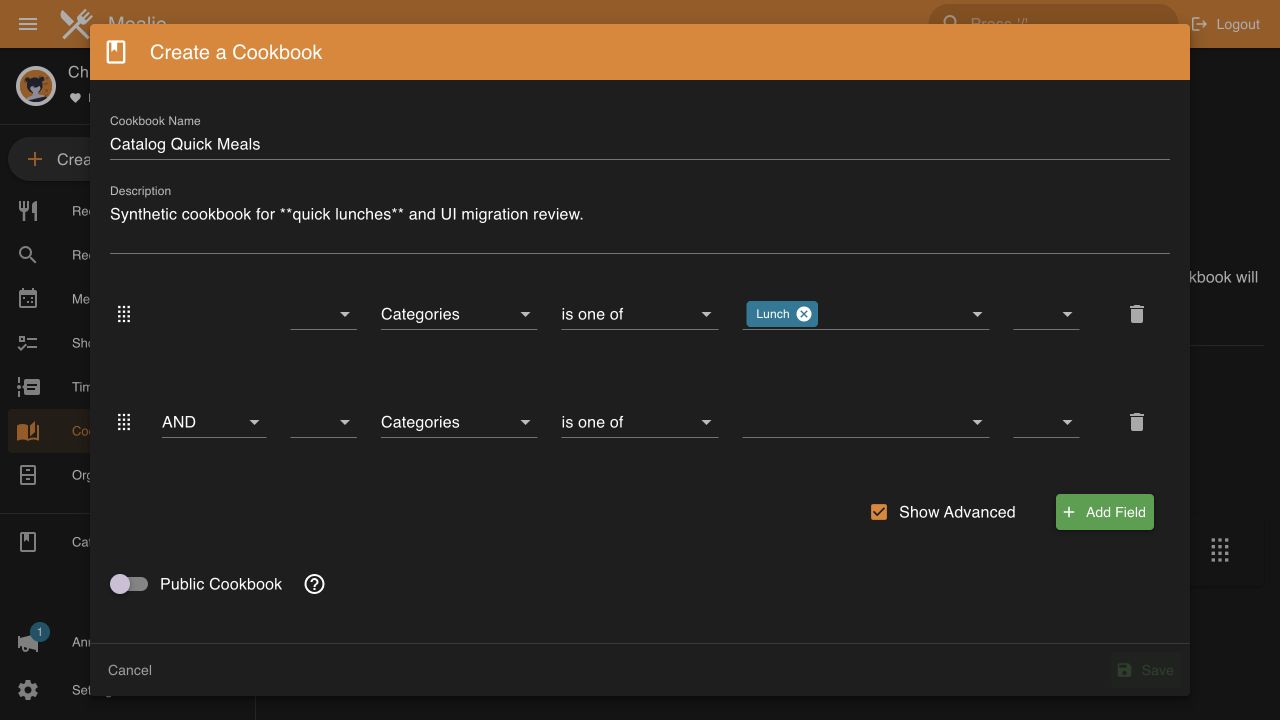 Mealie
Press '/'
Logout
Create a Cookbook
Cookbook Name
Catalog Quick Meals
Description
Synthetic cookbook for **quick lunches** and UI migration review.
kbook will
Categories
is one of
Lunch
AND
Categories
is one of
Show Advanced
Add Field
Public Cookbook
1
Cancel
Save